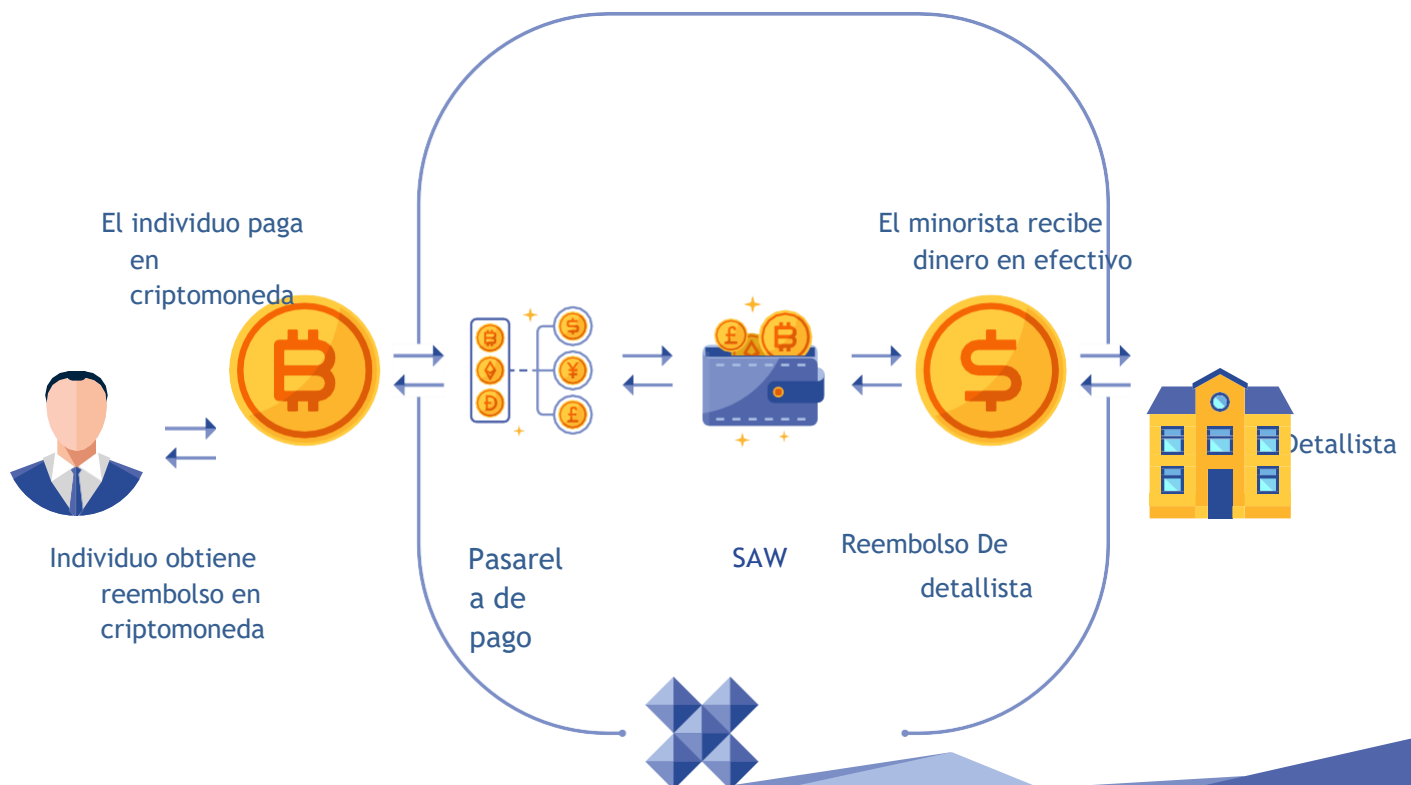 El individuo paga
en
criptomoneda
El minorista recibe
dinero en efectivo
Detallista
Individuo obtiene
reembolso en
criptomoneda
Pasarel
a de
pago
SAW
Reembolso De
detallista